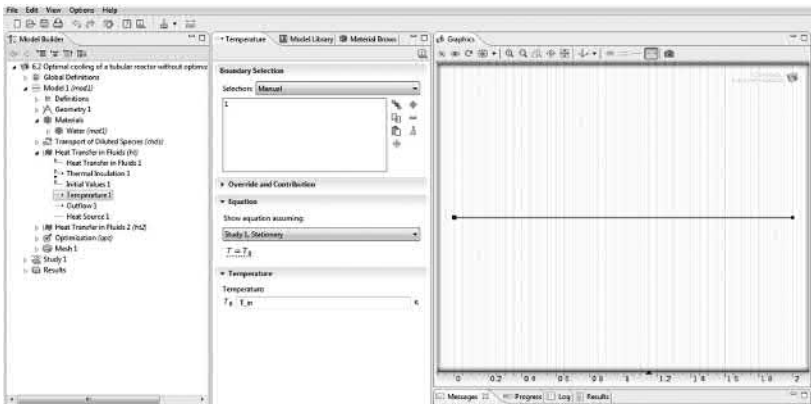 File Edit View Options Help
Model Builder
6.2 Optimal cooling of a tubular reactor without optimiz
Global Definitions
Model 1 (mod1)
Definitions
Geometry 1
Materials
Water (mat1)
Transport of Diluted Species (chds)
Heat Transfer in Fluids (ht)
Heat Transfer in Fluids 1
Thermal Insulation 1
Initial Values 1
Temperature 1
Outflow 1
Heat Source 1
Heat Transfer in Fluids 2 (ht2)
Optimization (opt)
Mesh 1
Study 1
Results
Temperature Model Library Material Brows
Boundary Selection
Selection: Manual
1
Override and Contribution
Equation
Show equation assuming:
Study 1, Stationary
T = T0
Temperature
Temperature:
T0 T_in K
Graphics
0 0.2 0.4 0.6 0.8 1 1.2 1.4 1.6 1.8 2
Messages Progress Log Results